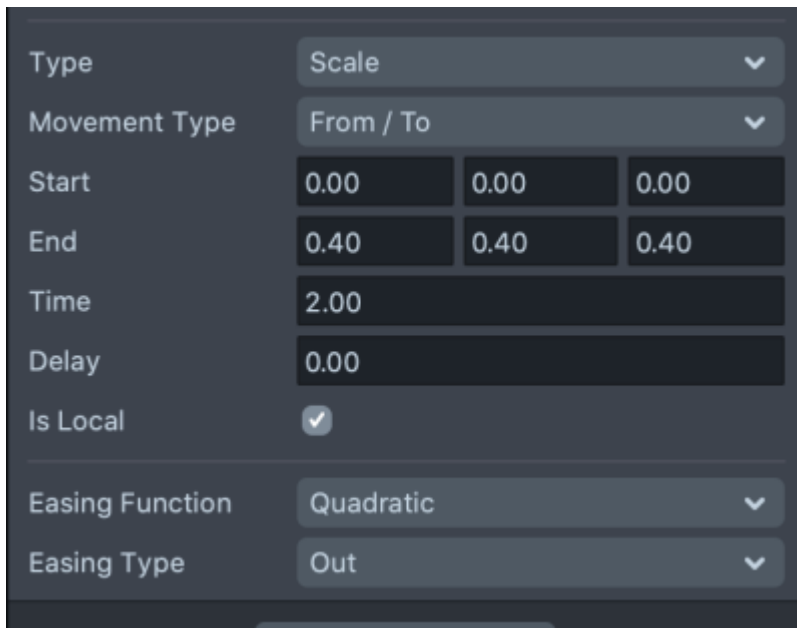 Type Scale
Movement Type From / To
Start 0.00 0.00 0.00
End 0.40 0.40 0.40
Time 2.00
Delay 0.00
Is Local
Easing Function Quadratic
Easing Type Out